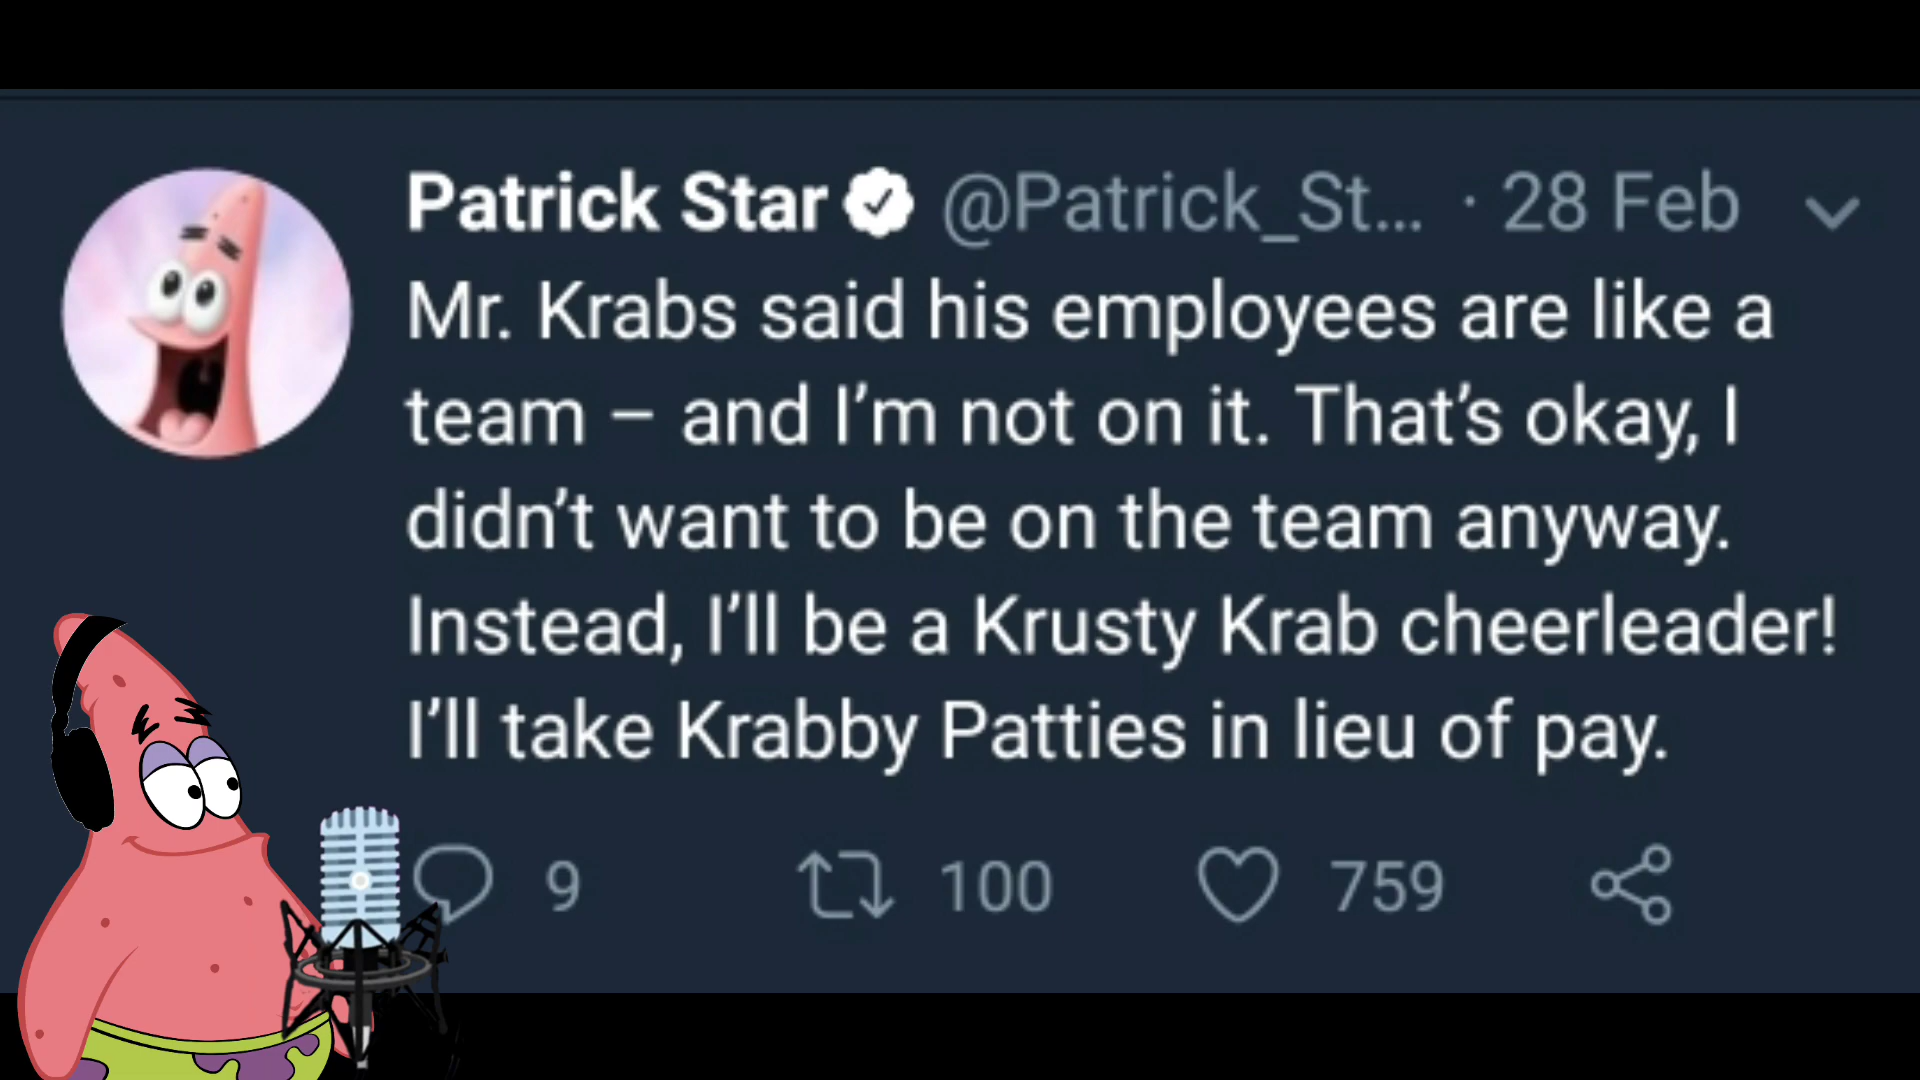 Patrick Star @Patrick_St... · 28 Feb
Mr. Krabs said his employees are like a
team – and I’m not on it. That’s okay, I
didn’t want to be on the team anyway.
Instead, I’ll be a Krusty Krab cheerleader!
I’ll take Krabby Patties in lieu of pay.
9 100 759